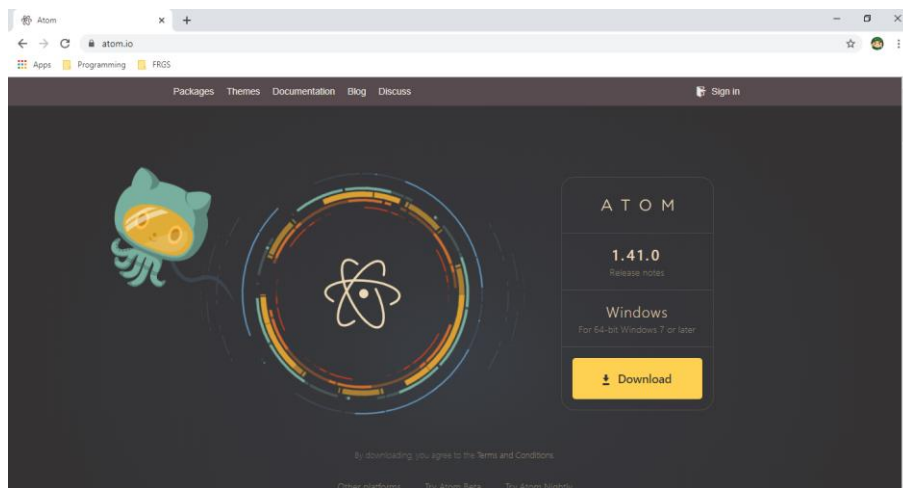 Atom
atom.io
Apps Programming FRGS
Packages Themes Documentation Blog Discuss Sign in
ATOM
1.41.0
Release notes
Windows
For 64-bit Windows 7 or later
Download
By downloading, you agree to the Terms and Conditions.
Other platforms Try Atom Beta Try Atom Nightly